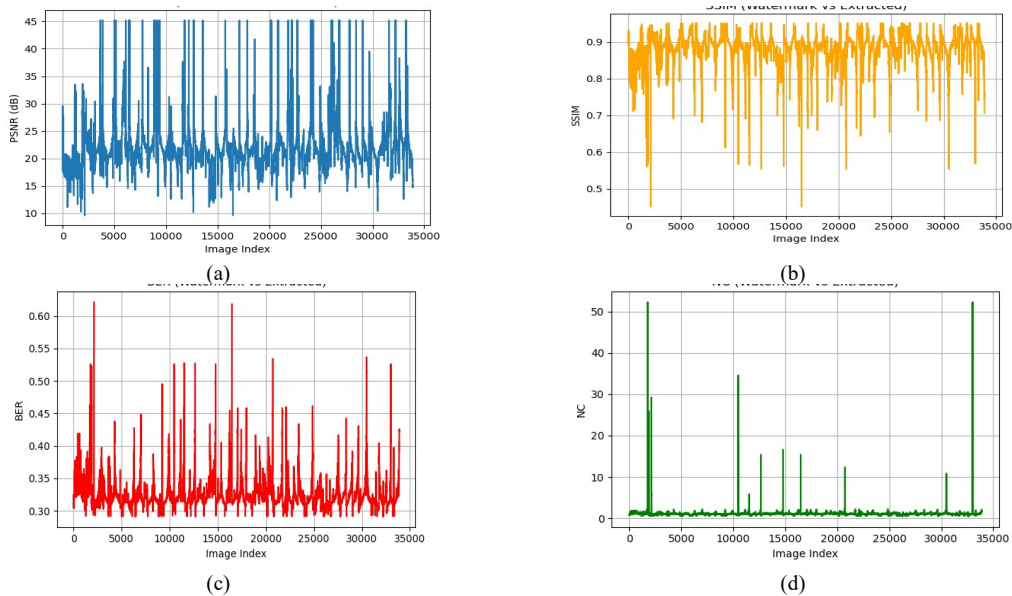 45
40
35
30
25
20
15
10
PSNR (dB)
0 5000 10000 15000 20000 25000 30000 35000
Image Index
(a)
SSIM (Watermark vs Extracted)
0.9
0.8
0.7
0.6
0.5
SSIM
0 5000 10000 15000 20000 25000 30000 35000
Image Index
(b)
BER (Watermark vs Extracted)
0.60
0.55
0.50
0.45
0.40
0.35
0.30
BER
0 5000 10000 15000 20000 25000 30000 35000
Image Index
(c)
NC (Watermark vs Extracted)
50
40
30
20
10
0
NC
0 5000 10000 15000 20000 25000 30000 35000
Image Index
(d)